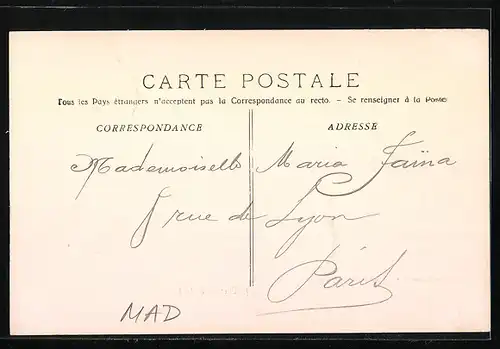 CARTE POSTALE
Tous les Pays étrangers n'acceptent pas la Correspondance au recto. - Se renseigner à la Poste
CORRESPONDANCE
ADRESSE
Mademoiselle Maria Faïna
8 rue de Lyon
Paris
MAD